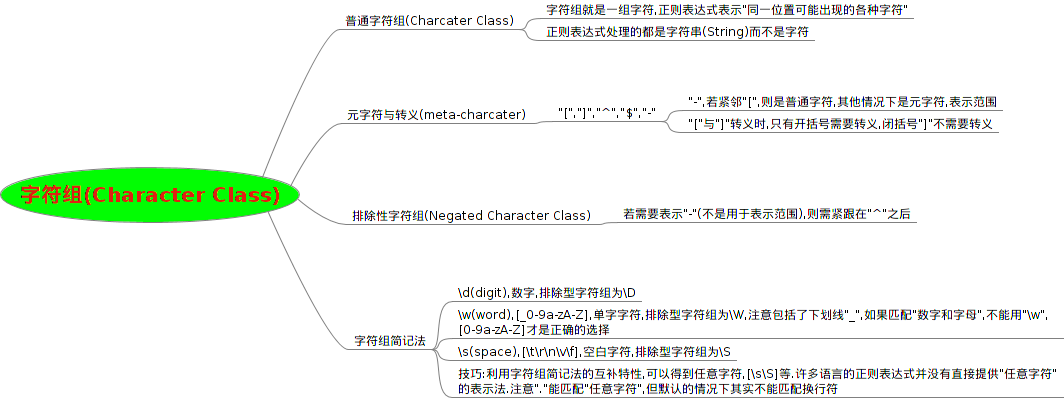 字符组(Character Class)
普通字符组(Charcater Class)
字符组就是一组字符,正则表达式表示"同一位置可能出现的各种字符"
正则表达式处理的都是字符串(String)而不是字符
元字符与转义(meta-charcater)
"[","]","^","$","-"
"-",若紧邻"[",则是普通字符,其他情况下是元字符,表示范围
"["与"]"转义时,只有开括号需要转义,闭括号"]"不需要转义
排除性字符组(Negated Character Class)
若需要表示"-"(不是用于表示范围),则需紧跟在"^"之后
字符组简记法
\d(digit),数字,排除型字符组为\D
\w(word),[_0-9a-zA-Z],单字字符,排除型字符组为\W,注意包括了下划线"_",如果匹配"数字和字母",不能用"\w",
[0-9a-zA-Z]才是正确的选择
\s(space),[\t\r\n\v\f],空白字符,排除型字符组为\S
技巧:利用字符组简记法的互补特性,可以得到任意字符,[\s\S]等.许多语言的正则表达式并没有直接提供"任意字符"
的表示法.注意"."能匹配"任意字符",但默认的情况下其实不能匹配换行符